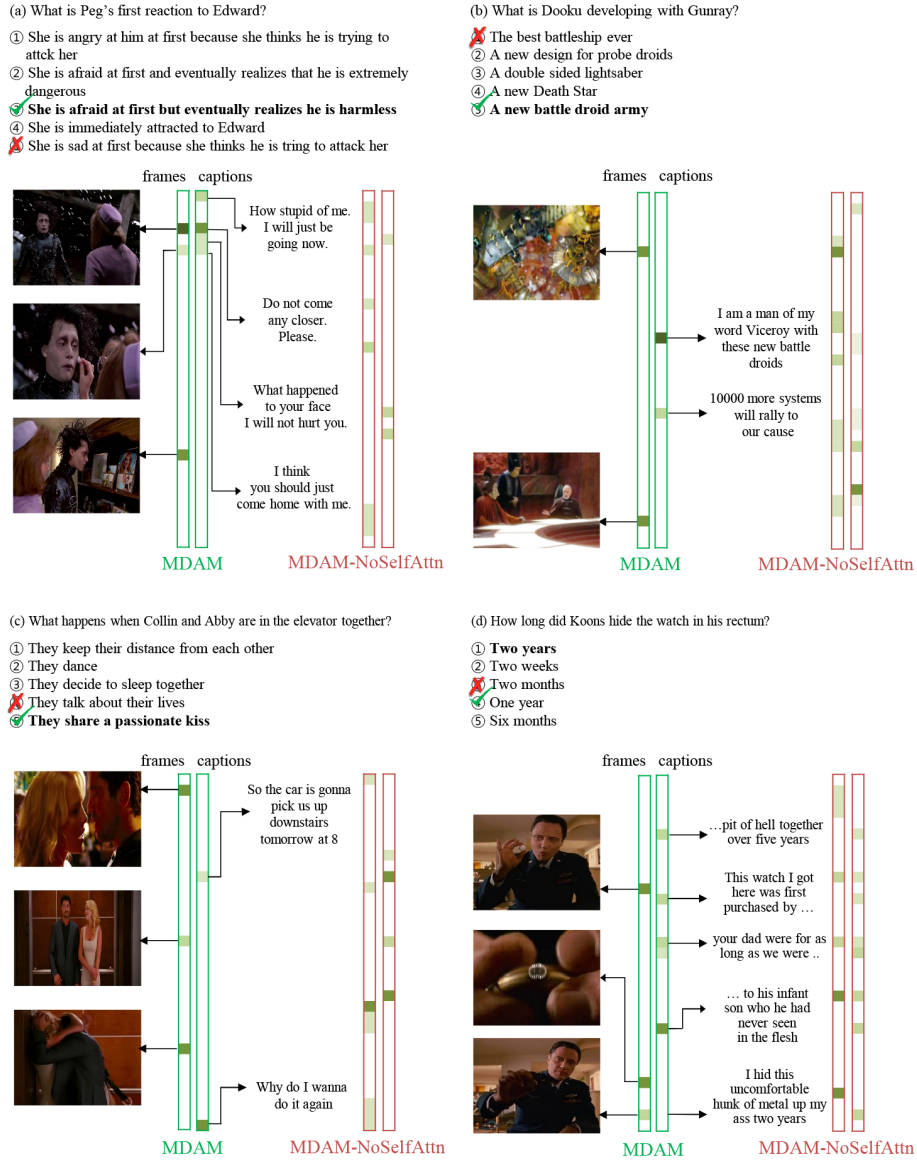 (a) What is Peg's first reaction to Edward?
① She is angry at him at first because she thinks he is trying to
attck her
② She is afraid at first and eventually realizes that he is extremely
dangerous
③ She is afraid at first but eventually realizes he is harmless
④ She is immediately attracted to Edward
⑤ She is sad at first because she thinks he is tring to attack her
frames captions
How stupid of me.
I will just be
going now.
Do not come
any closer.
Please.
What happened
to your face
I will not hurt you.
I think
you should just
come home with me.
MDAM
MDAM-NoSelfAttn
(b) What is Dooku developing with Gunray?
① The best battleship ever
② A new design for probe droids
③ A double sided lightsaber
④ A new Death Star
⑤ A new battle droid army
frames captions
I am a man of my
word Viceroy with
these new battle
droids
10000 more systems
will rally to
our cause
MDAM
MDAM-NoSelfAttn
(c) What happens when Collin and Abby are in the elevator together?
① They keep their distance from each other
② They dance
③ They decide to sleep together
④ They talk about their lives
⑤ They share a passionate kiss
frames captions
So the car is gonna
pick us up
downstairs
tomorrow at 8
Why do I wanna
do it again
MDAM
MDAM-NoSelfAttn
(d) How long did Koons hide the watch in his rectum?
① Two years
② Two weeks
③ Two months
④ One year
⑤ Six months
frames captions
…pit of hell together
over five years
This watch I got
here was first
purchased by …
your dad were for as
long as we were ..
… to his infant
son who he had
never seen
in the flesh
I hid this
uncomfortable
hunk of metal up my
ass two years
MDAM
MDAM-NoSelfAttn